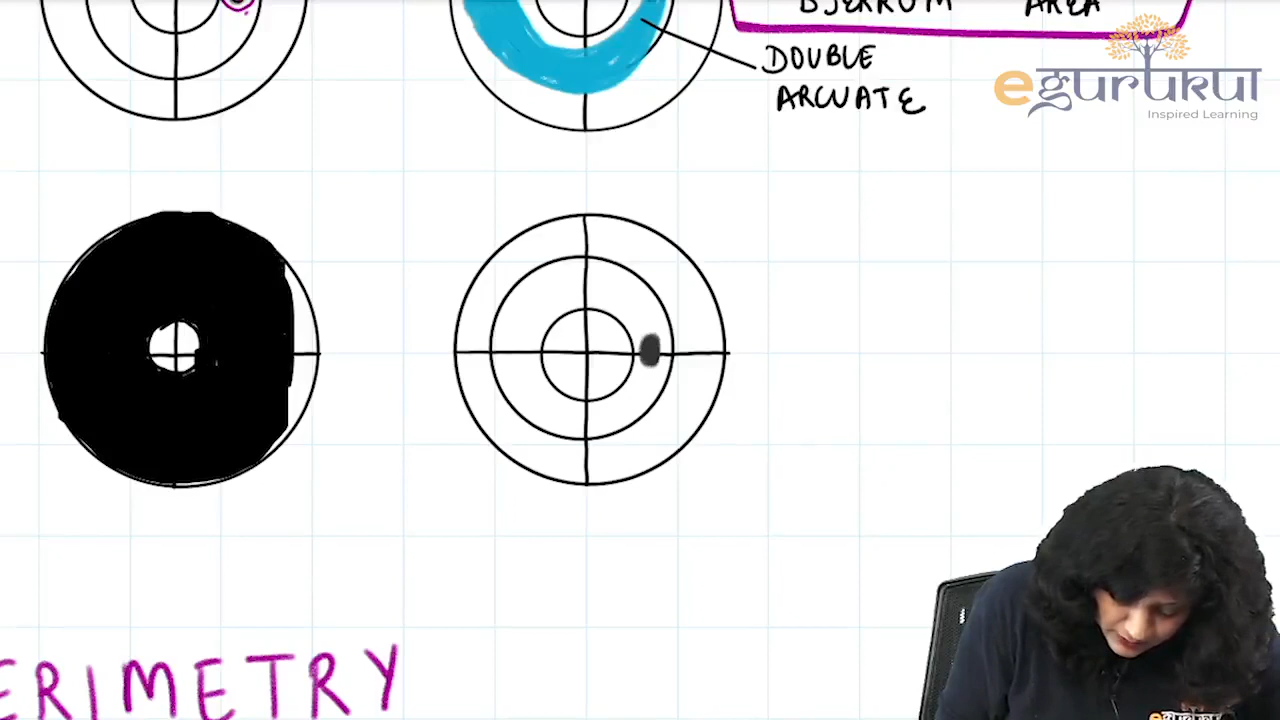 BJERRUM AREA
DOUBLE
ARCUATE
egurukul
Inspired Learning
ERIMETRY